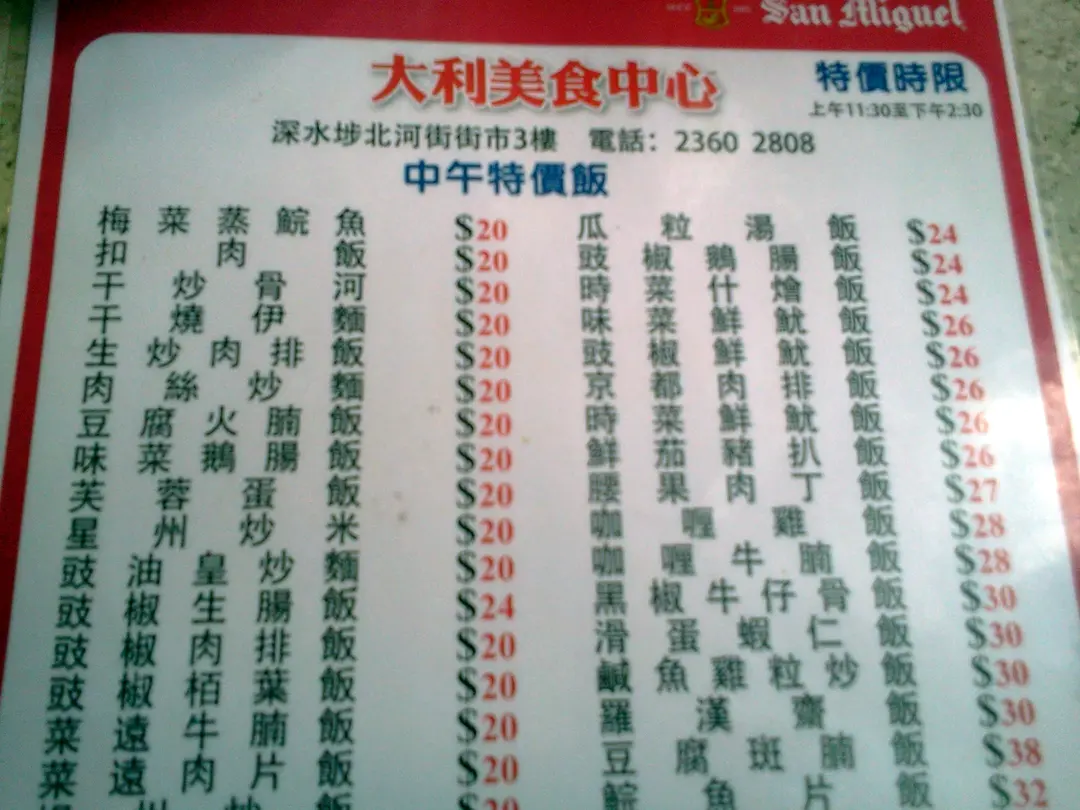 San Miguel
大利美食中心
特價時限
上午11:30至下午2:30
深水埗北河街街市3樓 電話：2360 2808
中午特價飯
梅菜蒸鯇魚 $20
扣肉飯 $20
干炒骨河 $20
干燒伊麵 $20
生炒肉排飯 $20
肉絲炒麵 $20
豆腐火腩飯 $20
味菜鵝腸飯 $20
芙蓉蛋飯 $20
星州炒米 $20
豉油皇炒麵 $20
豉椒生腸飯 $24
豉椒肉排飯 $20
豉椒栢葉飯 $20
菜遠牛腩飯 $20
菜遠肉片飯 $20
州炒飯 $20
瓜粒湯飯 $24
豉椒鵝腸飯 $24
時菜什燴飯 $24
味菜鮮魷飯 $26
豉椒鮮魷飯 $26
京都肉排飯 $26
時菜鮮魷飯 $26
鮮茄豬扒飯 $26
腰果肉丁飯 $27
咖喱雞飯 $28
咖喱牛腩飯 $28
黑椒牛仔骨飯 $30
滑蛋蝦仁飯 $30
鹹魚雞粒炒飯 $30
羅漢齋飯 $30
豆腐斑腩飯 $38
鯇魚片飯 $32